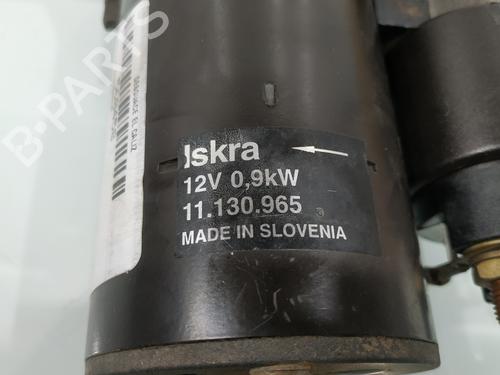 Iskra
12V 0,9kW
11.130.965
MADE IN SLOVENIA
B-PARTS